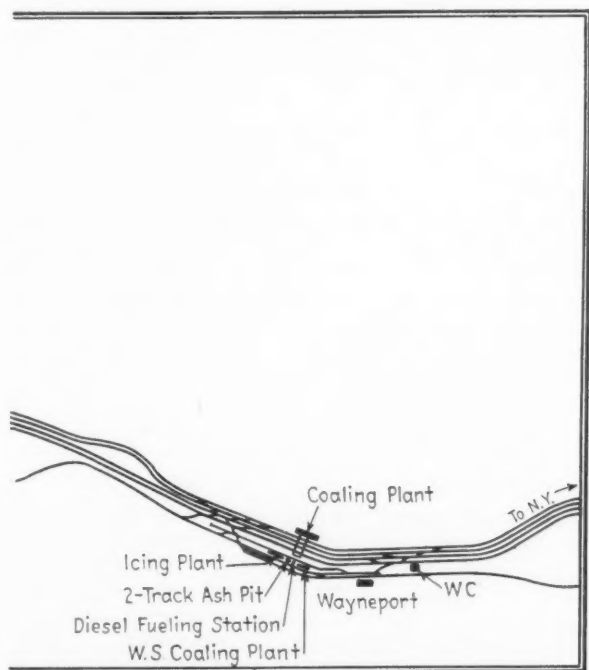 To N.Y.
Coaling Plant
Icing Plant
2-Track Ash Pit
Wayneport
WC
Diesel Fueling Station
W.S Coaling Plant